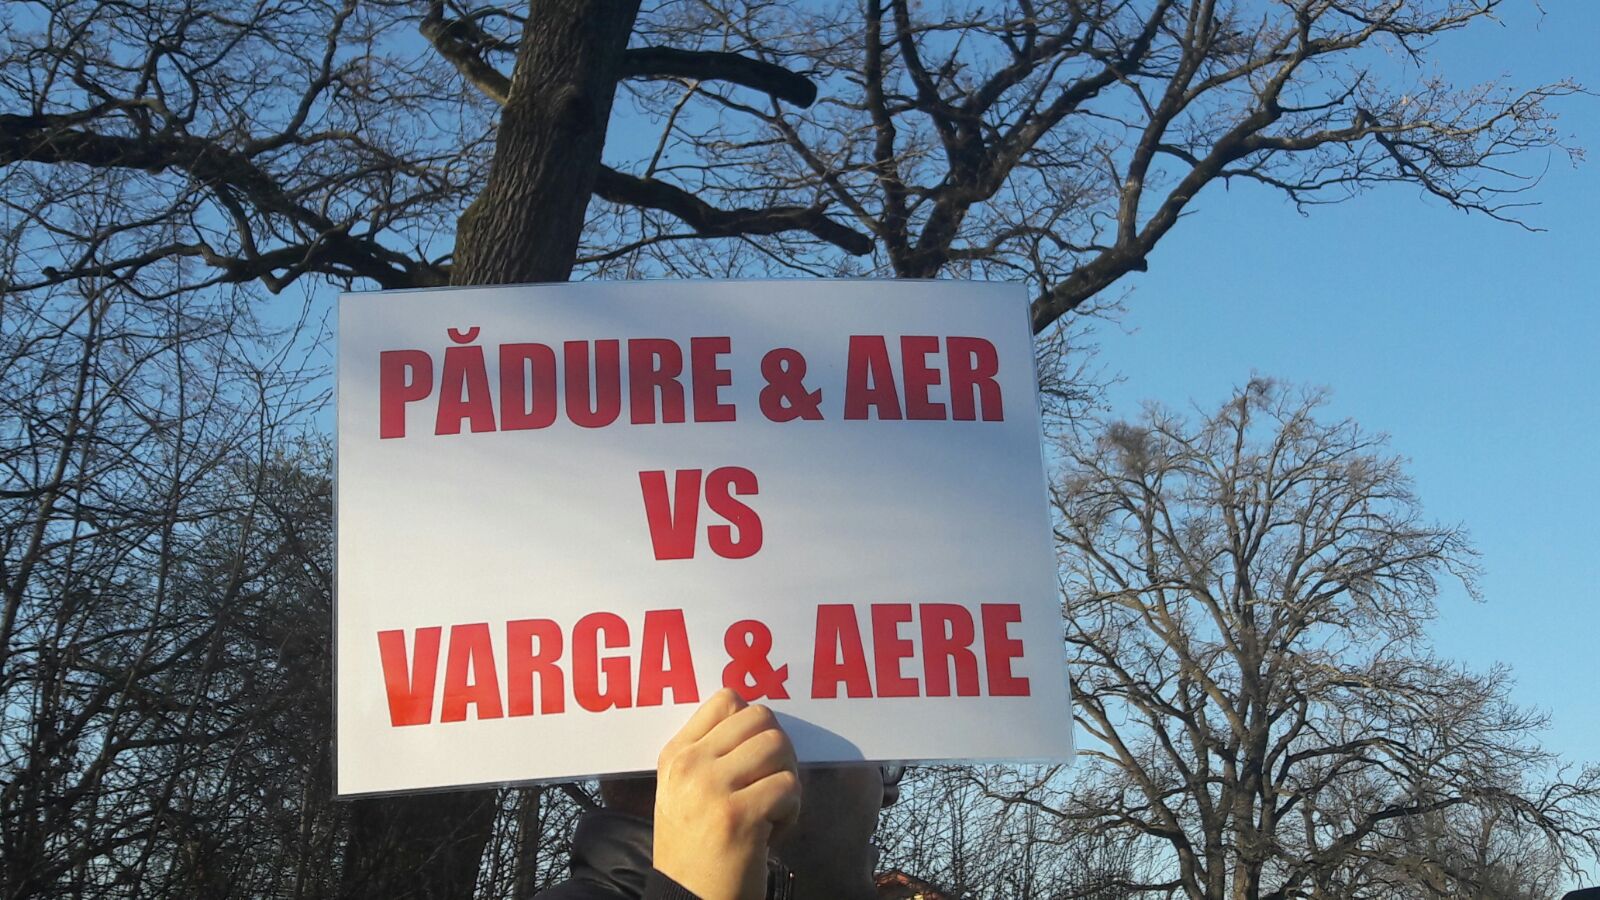 PĂDURE & AER
VS
VARGA & AERE